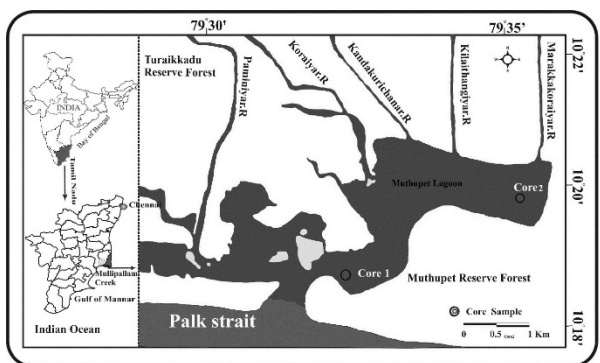 79°30'
79°35'
Turaikkadu
Reserve Forest
Paminiyar.R
Koraiyar.R
Kandakurichanar.R
Kilaithangiyar.R
Marakkakoraiyar.R
10°22'
N
INDIA
Bay of Bengal
Tamil Nadu
Chennai
Mullipallam
Creek
Gulf of Mannar
Indian Ocean
Muthupet Lagoon
Core2
10°20'
Core 1
Muthupet Reserve Forest
Palk strait
Core Sample
0 0.5 1 Km
10°18'